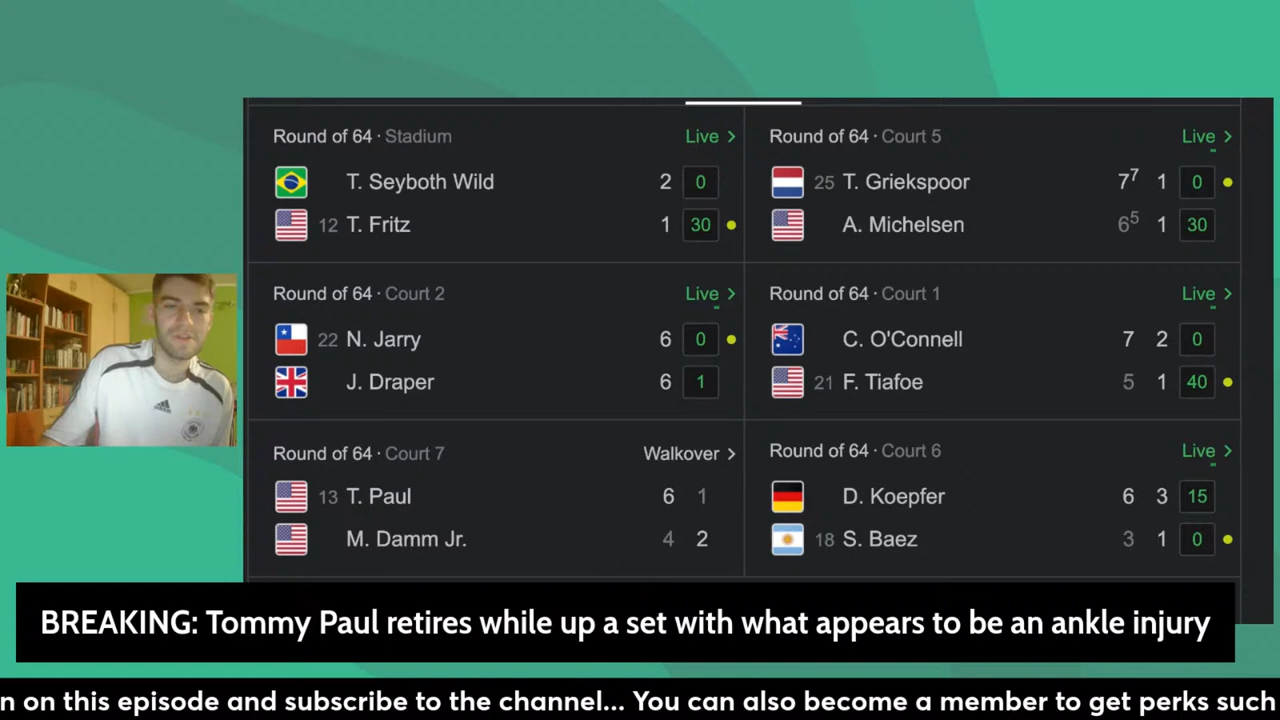 Round of 64 · Stadium Live >
T. Seyboth Wild 2 0
12 T. Fritz 1 30
Round of 64 · Court 5 Live >
25 T. Griekspoor 7⁷ 1 0
A. Michelsen 6⁵ 1 30
Round of 64 · Court 2 Live >
22 N. Jarry 6 0
J. Draper 6 1
Round of 64 · Court 1 Live >
C. O'Connell 7 2 0
21 F. Tiafoe 5 1 40
Round of 64 · Court 7 Walkover >
13 T. Paul 6 1
M. Damm Jr. 4 2
Round of 64 · Court 6 Live >
D. Koepfer 6 3 15
18 S. Baez 3 1 0
BREAKING: Tommy Paul retires while up a set with what appears to be an ankle injury
n on this episode and subscribe to the channel... You can also become a member to get perks such